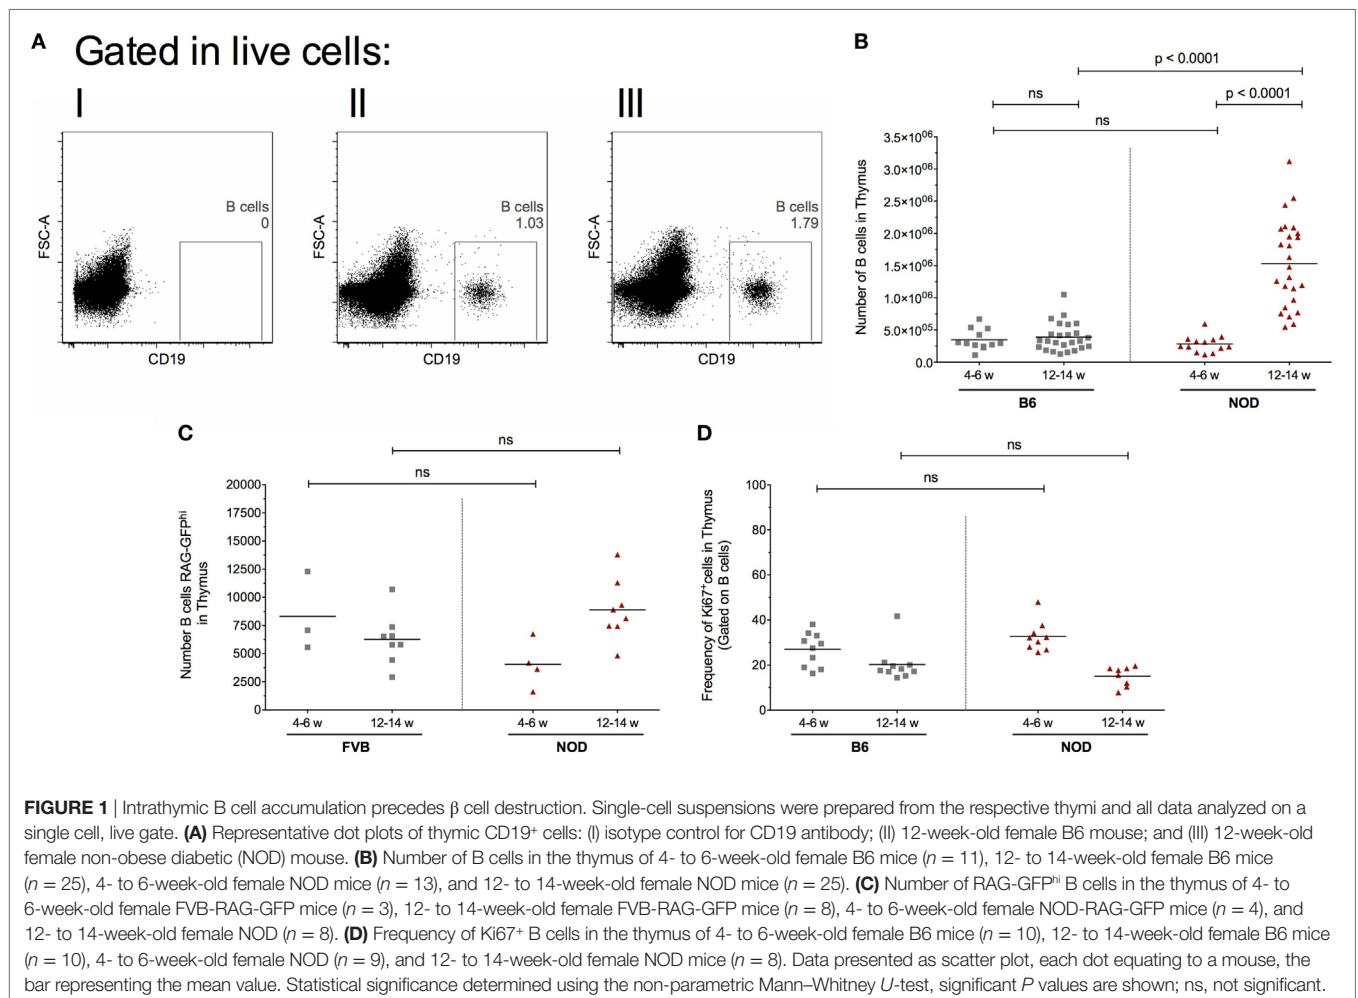 A Gated in live cells:
I II III
B cells
0
B cells
1.03
B cells
1.79
FSC-A FSC-A FSC-A
CD19 CD19 CD19
B
p < 0.0001
ns p < 0.0001
ns
Number of B cells in Thymus
3.5×10⁰⁶
3.0×10⁰⁶
2.5×10⁰⁶
2.0×10⁰⁶
1.5×10⁰⁶
1.0×10⁰⁶
5.0×10⁰⁵
0.0
4-6 w 12-14 w 4-6 w 12-14 w
B6 NOD
C
ns
ns
Number B cells RAG-GFPʰⁱ
in Thymus
20000
17500
15000
12500
10000
7500
5000
2500
0
4-6 w 12-14 w 4-6 w 12-14 w
FVB NOD
D
ns
ns
Frequency of Ki67⁺cells in Thymus
(Gated on B cells)
100
80
60
40
20
0
4-6 w 12-14 w 4-6 w 12-14 w
B6 NOD
FIGURE 1 | Intrathymic B cell accumulation precedes β cell destruction. Single-cell suspensions were prepared from the respective thymi and all data analyzed on a
single cell, live gate. (A) Representative dot plots of thymic CD19⁺ cells: (I) isotype control for CD19 antibody; (II) 12-week-old female B6 mouse; and (III) 12-week-old
female non-obese diabetic (NOD) mouse. (B) Number of B cells in the thymus of 4- to 6-week-old female B6 mice (n = 11), 12- to 14-week-old female B6 mice
(n = 25), 4- to 6-week-old female NOD mice (n = 13), and 12- to 14-week-old female NOD mice (n = 25). (C) Number of RAG-GFPʰⁱ B cells in the thymus of 4- to
6-week-old female FVB-RAG-GFP mice (n = 3), 12- to 14-week-old female FVB-RAG-GFP mice (n = 8), 4- to 6-week-old female NOD-RAG-GFP mice (n = 4), and
12- to 14-week-old female NOD (n = 8). (D) Frequency of Ki67⁺ B cells in the thymus of 4- to 6-week-old female B6 mice (n = 10), 12- to 14-week-old female B6 mice
(n = 10), 4- to 6-week-old female NOD (n = 9), and 12- to 14-week-old female NOD mice (n = 8). Data presented as scatter plot, each dot equating to a mouse, the
bar representing the mean value. Statistical significance determined using the non-parametric Mann–Whitney U-test, significant P values are shown; ns, not significant.